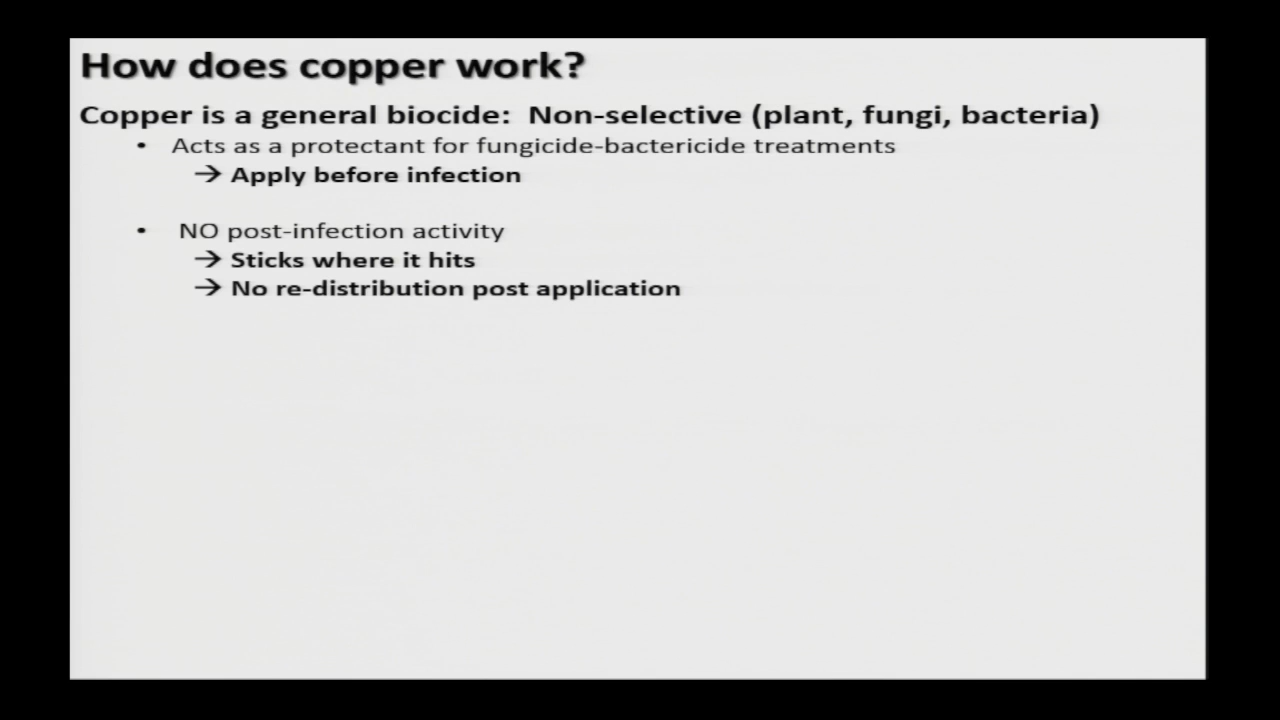 How does copper work?
Copper is a general biocide:  Non-selective (plant, fungi, bacteria)
• Acts as a protectant for fungicide-bactericide treatments
→ Apply before infection
• NO post-infection activity
→ Sticks where it hits
→ No re-distribution post application